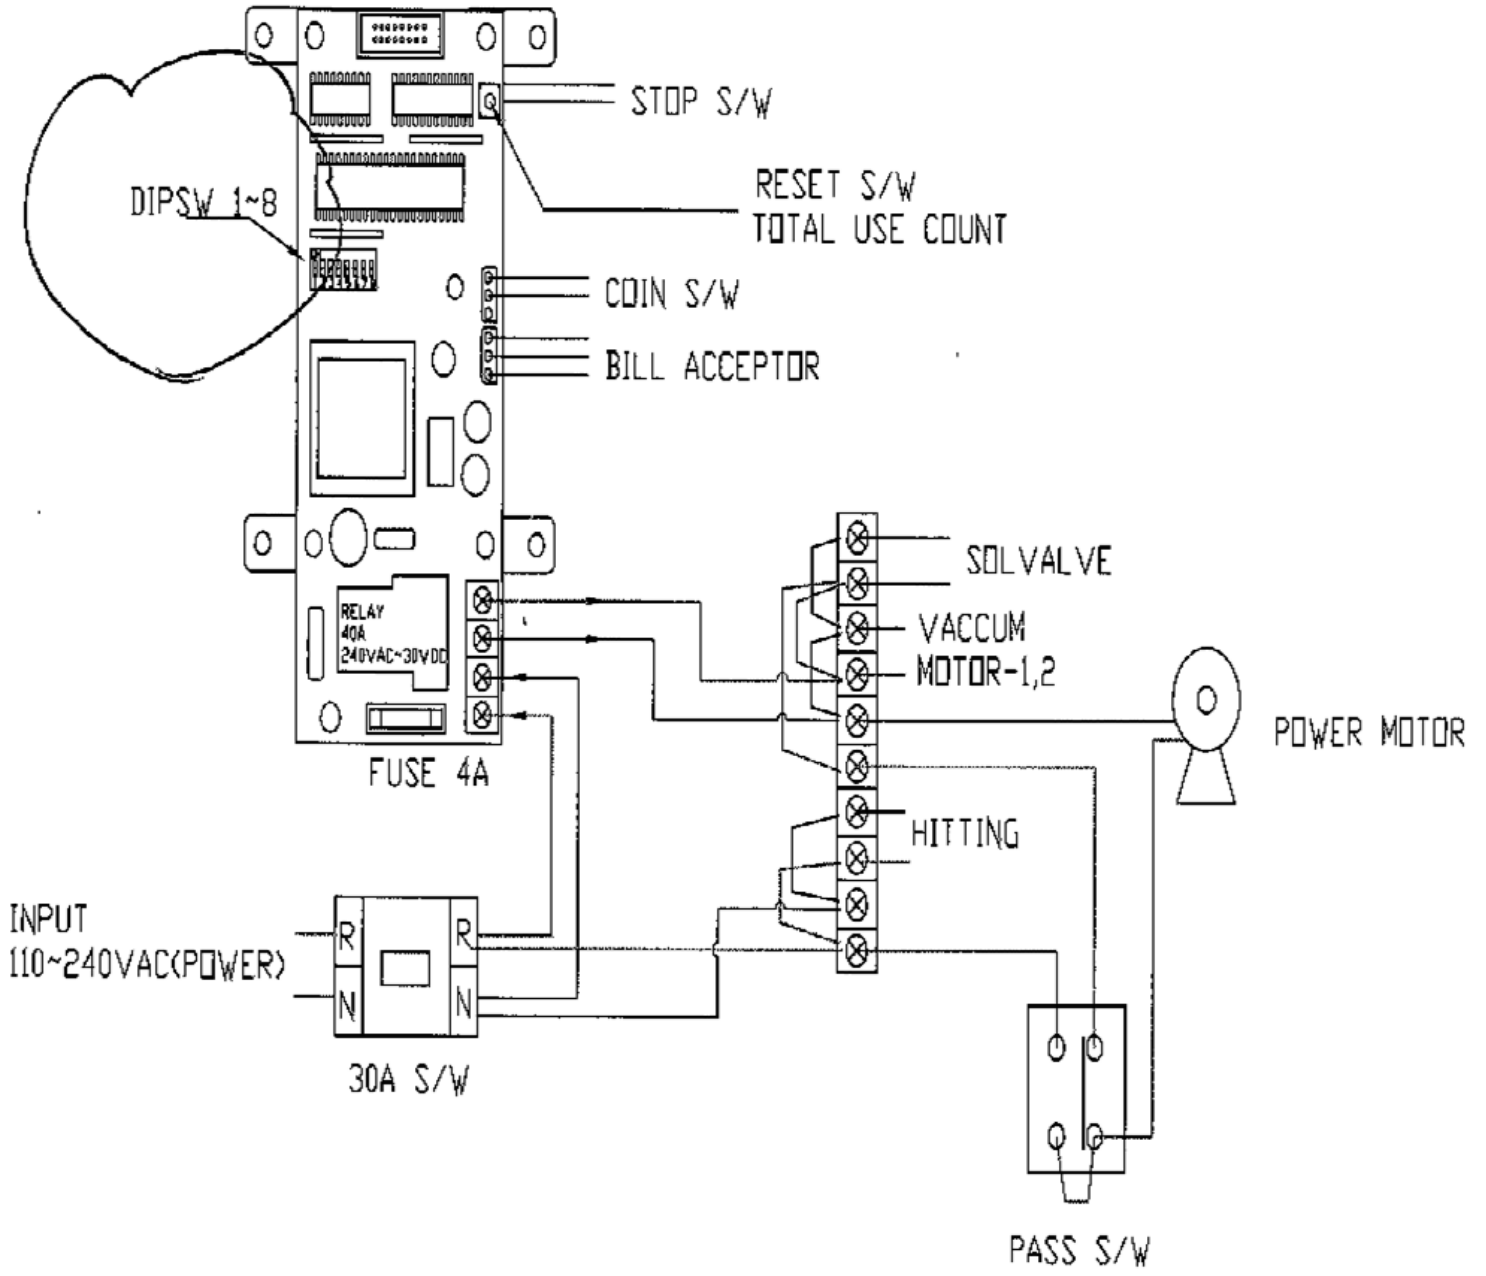 STOP S/W
RESET S/W
TOTAL USE COUNT
DIPSW 1~8
COIN S/W
BILL ACCEPTOR
SOLVALVE
RELAY
40A
240VAC~30VDC
VACCUM
MOTOR-1,2
POWER MOTOR
FUSE 4A
HITTING
INPUT
110~240VAC(POWER)
R
R
N
N
30A S/W
PASS S/W